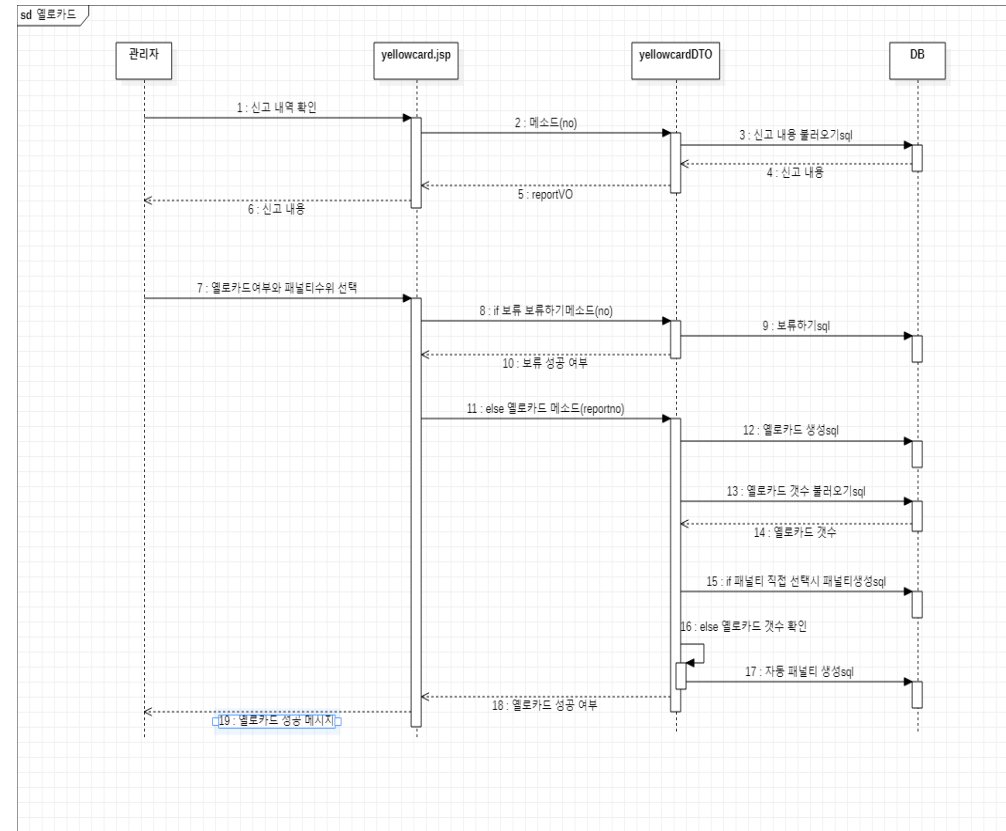 sd 옐로카드
관리자
yellowcard.jsp
yellowcardDTO
DB
1 : 신고 내역 확인
2 : 메소드(no)
3 : 신고 내용 불러오기sql
4 : 신고 내용
5 : reportVO
6 : 신고 내용
7 : 옐로카드여부와 패널티수위 선택
8 : if 보류 보류하기메소드(no)
9 : 보류하기sql
10 : 보류 성공 여부
11 : else 옐로카드 메소드(reportno)
12 : 옐로카드 생성sql
13 : 옐로카드 갯수 불러오기sql
14 : 옐로카드 갯수
15 : if 패널티 직접 선택시 패널티생성sql
16 : else 옐로카드 갯수 확인
17 : 자동 패널티 생성sql
18 : 옐로카드 성공 여부
19 : 옐로카드 성공 메시지